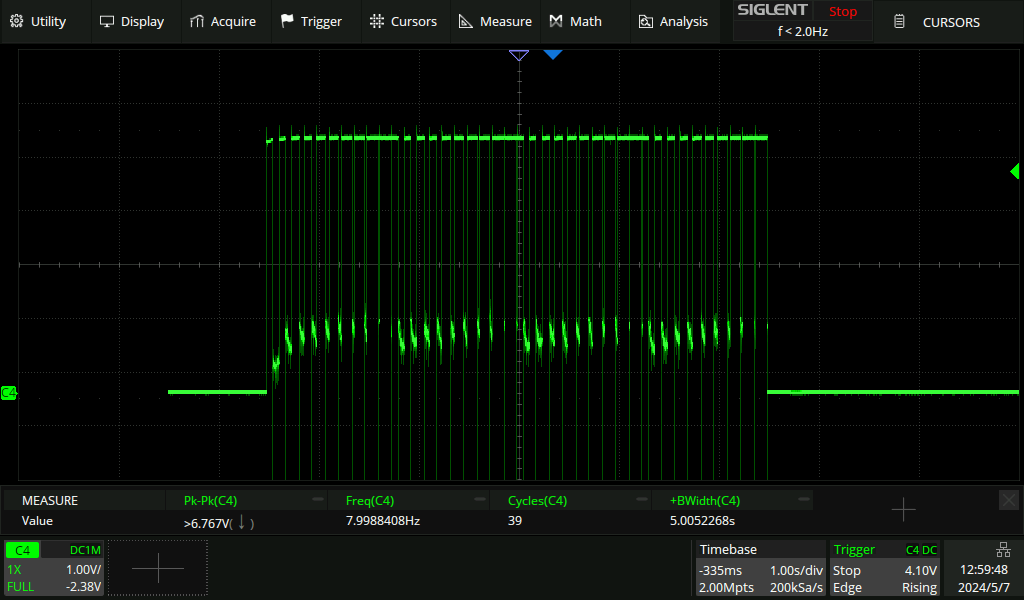 Utility Display Acquire Trigger Cursors Measure Math Analysis SIGLENT Stop CURSORS
f < 2.0Hz
C4
MEASURE Pk-Pk(C4) Freq(C4) Cycles(C4) +BWidth(C4)
Value >6.767V(↓) 7.9988408Hz 39 5.0052268s
C4 DC1M
1X 1.00V/
FULL -2.38V
Timebase
-335ms 1.00s/div
2.00Mpts 200kSa/s
Trigger C4 DC
Stop 4.10V
Edge Rising
12:59:48
2024/5/7